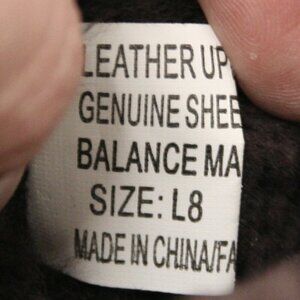 LEATHER UP
GENUINE SHEE
BALANCE MA
SIZE: L8
MADE IN CHINA/FA